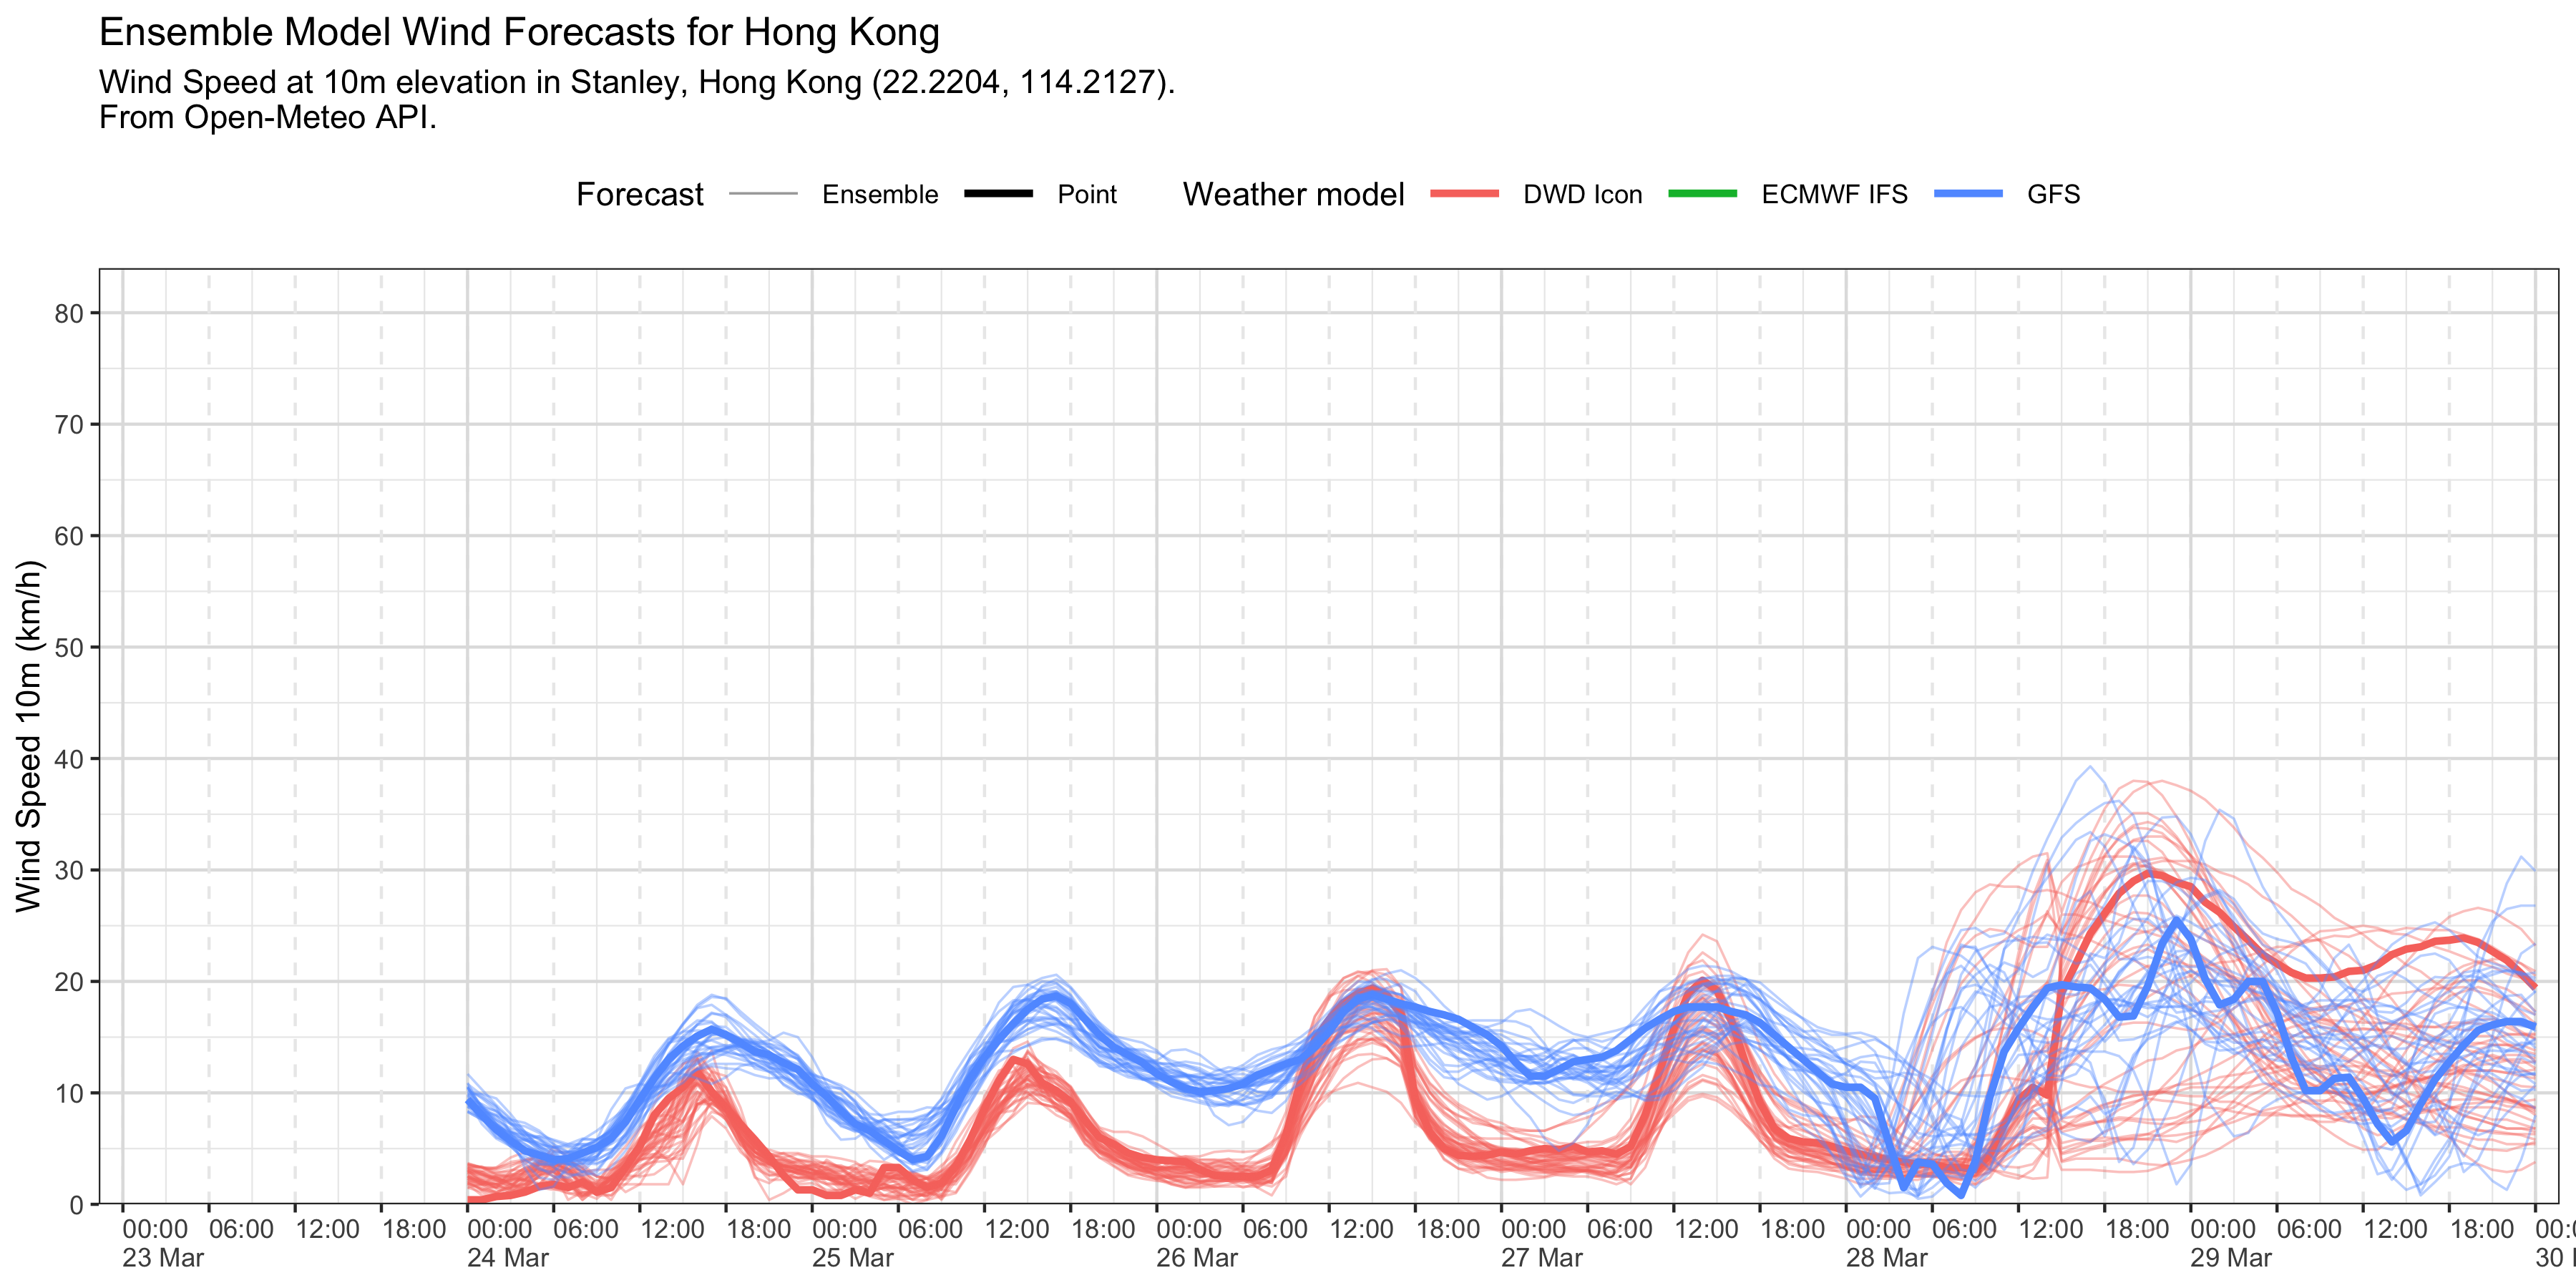 Ensemble Model Wind Forecasts for Hong Kong
Wind Speed at 10m elevation in Stanley, Hong Kong (22.2204, 114.2127).
From Open-Meteo API.
Forecast Ensemble Point Weather model DWD Icon ECMWF IFS GFS
Wind Speed 10m (km/h)
80
70
60
50
40
30
20
10
0
00:00 06:00 12:00 18:00 00:00 06:00 12:00 18:00 00:00 06:00 12:00 18:00 00:00 06:00 12:00 18:00 00:00 06:00 12:00 18:00 00:00 06:00 12:00 18:00 00:00 06:00 12:00 18:00
23 Mar 24 Mar 25 Mar 26 Mar 27 Mar 28 Mar 29 Mar 30